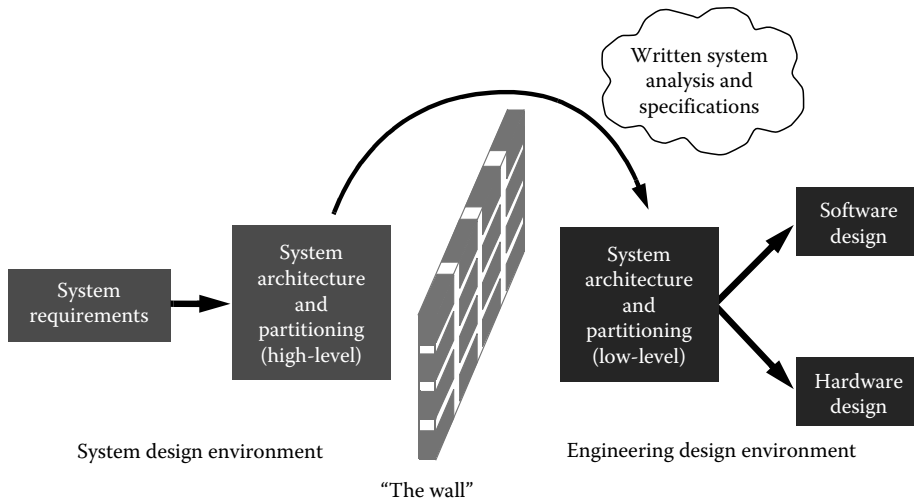 Written system
analysis and
specifications
System
requirements
System
architecture
and
partitioning
(high-level)
System
architecture
and
partitioning
(low-level)
Software
design
Hardware
design
System design environment
Engineering design environment
“The wall”